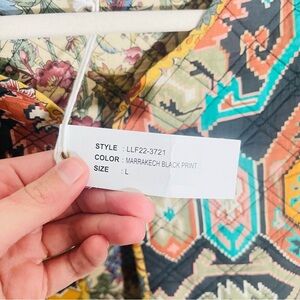 STYLE : LLF22-3721
COLOR : MARRAKECH BLACK PRINT
SIZE : L